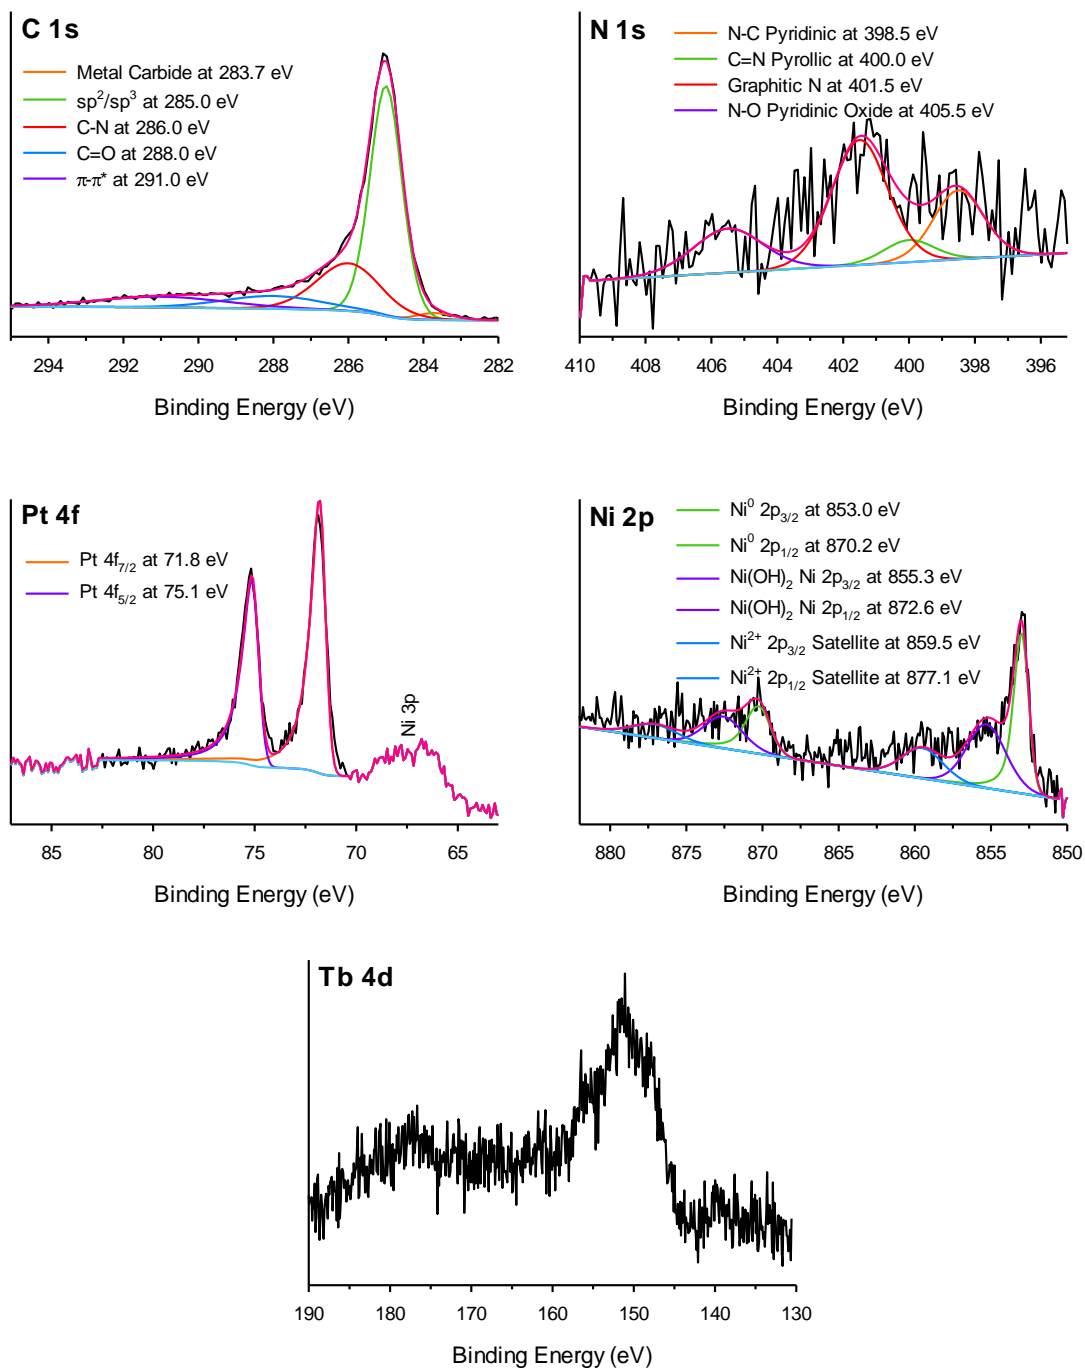 C 1s
Metal Carbide at 283.7 eV
sp²/sp³ at 285.0 eV
C-N at 286.0 eV
C=O at 288.0 eV
π-π* at 291.0 eV
294 292 290 288 286 284 282
Binding Energy (eV)
N 1s
N-C Pyridinic at 398.5 eV
C=N Pyrollic at 400.0 eV
Graphitic N at 401.5 eV
N-O Pyridinic Oxide at 405.5 eV
410 408 406 404 402 400 398 396
Binding Energy (eV)
Pt 4f
Pt 4f₇/₂ at 71.8 eV
Pt 4f₅/₂ at 75.1 eV
Ni 3p
85 80 75 70 65
Binding Energy (eV)
Ni 2p
Ni⁰ 2p₃/₂ at 853.0 eV
Ni⁰ 2p₁/₂ at 870.2 eV
Ni(OH)₂ Ni 2p₃/₂ at 855.3 eV
Ni(OH)₂ Ni 2p₁/₂ at 872.6 eV
Ni²⁺ 2p₃/₂ Satellite at 859.5 eV
Ni²⁺ 2p₁/₂ Satellite at 877.1 eV
880 875 870 865 860 855 850
Binding Energy (eV)
Tb 4d
190 180 170 160 150 140 130
Binding Energy (eV)